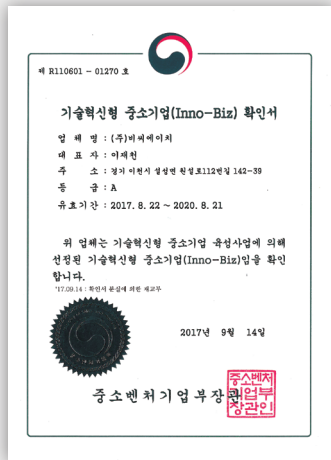 제 R110601 - 01270 호
기술혁신형 중소기업(Inno-Biz) 확인서
업 체 명 : (주)비씨에이치
대 표 자 : 이재천
주 소 : 경기 이천시 설성면 원설로112번길 142-39
등 급 : A
유효기간 : 2017. 8. 22 ~ 2020. 8. 21
위 업체는 기술혁신형 중소기업 육성사업에 의해
선정된 기술혁신형 중소기업(Inno-Biz)임을 확인
합니다.
'17.09.14 : 확인서 분실에 의한 재교부
2017년 9월 14일
중소벤처기업부장관
중소벤처
기업부
장관인